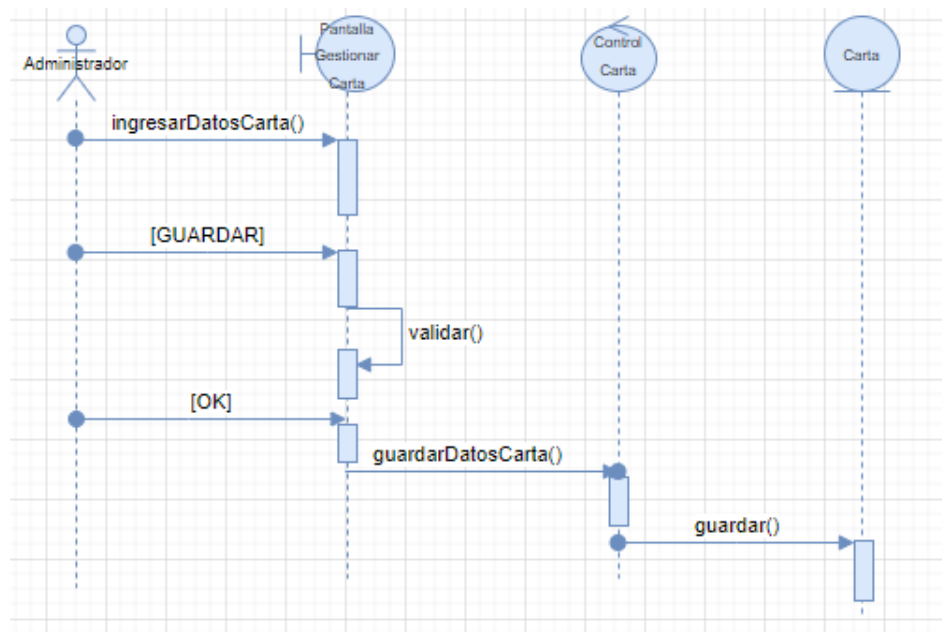 Administrador
Pantalla
Gestionar
Carta
Control
Carta
Carta
ingresarDatosCarta()
[GUARDAR]
validar()
[OK]
guardarDatosCarta()
guardar()